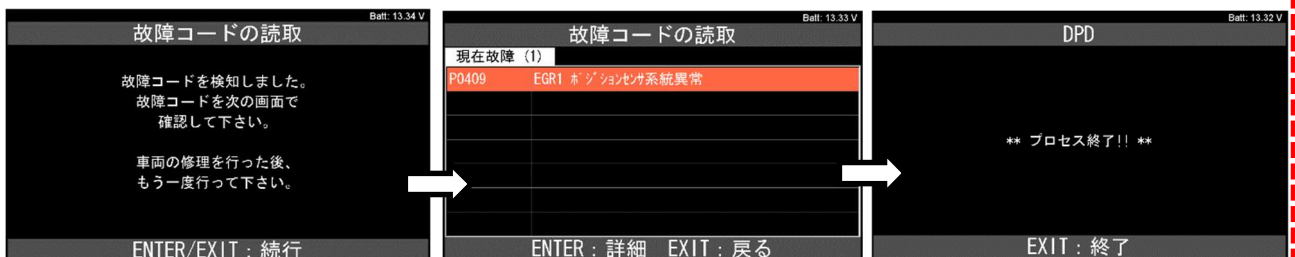 Batt: 13.34 V
故障コードの読取
故障コードを検知しました。
故障コードを次の画面で
確認して下さい。
車両の修理を行った後、
もう一度行って下さい。
ENTER/EXIT : 続行
Batt: 13.33 V
故障コードの読取
現在故障 (1)
P0409 EGR1 ポジションセンサ系統異常
ENTER : 詳細 EXIT : 戻る
Batt: 13.32 V
DPD
** プロセス終了!! **
EXIT : 終了